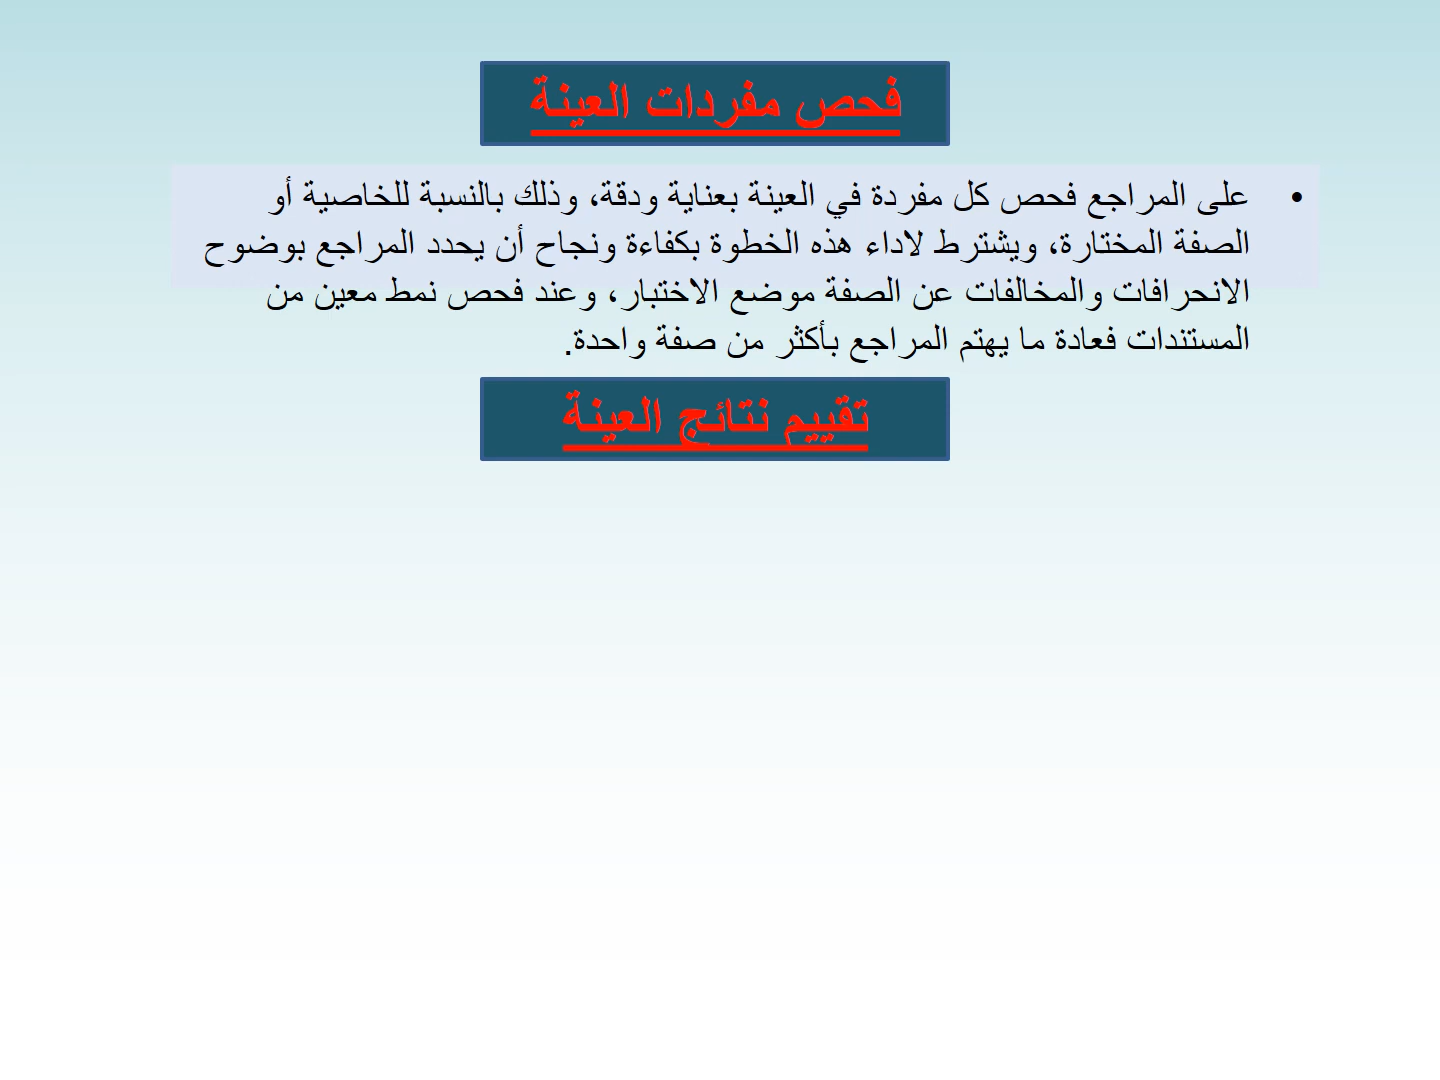 فحص مفردات العينة
• على المراجع فحص كل مفردة في العينة بعناية ودقة، وذلك بالنسبة للخاصية أو
الصفة المختارة، ويشترط لاداء هذه الخطوة بكفاءة ونجاح أن يحدد المراجع بوضوح
الانحرافات والمخالفات عن الصفة موضع الاختبار، وعند فحص نمط معين من
المستندات فعادة ما يهتم المراجع بأكثر من صفة واحدة.
تقييم نتائج العينة